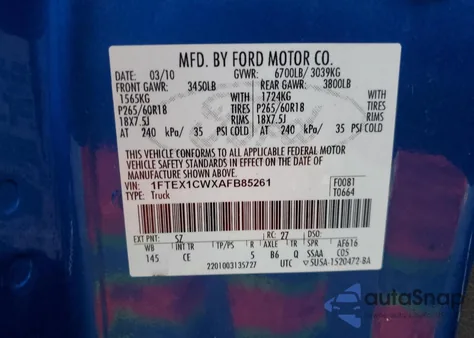 MFD. BY FORD MOTOR CO.
DATE: 03/10 GVWR: 6700LB/ 3039KG
FRONT GAWR: 3450LB REAR GAWR: 3800LB
1565KG WITH 1724KG WITH
P265/60R18 TIRES P265/60R18 TIRES
18X7.5J RIMS 18X7.5J RIMS
AT 240 kPa/ 35 PSI COLD AT 240 kPa/ 35 PSI COLD
THIS VEHICLE CONFORMS TO ALL APPLICABLE FEDERAL MOTOR
VEHICLE SAFETY STANDARDS IN EFFECT ON THE DATE OF
MANUFACTURE SHOWN ABOVE.
VIN: 1FTEX1CWXAFB85261 F0081
TYPE: Truck T0664
EXT PNT: SZ RC: 27 DSO:
WB INT TR TP/PS R AXLE TR SPR AF616
145 CE 5 B6 Q SSAA C05
2201003135727 UTC 5U5A-1520472-BA
autoSnap